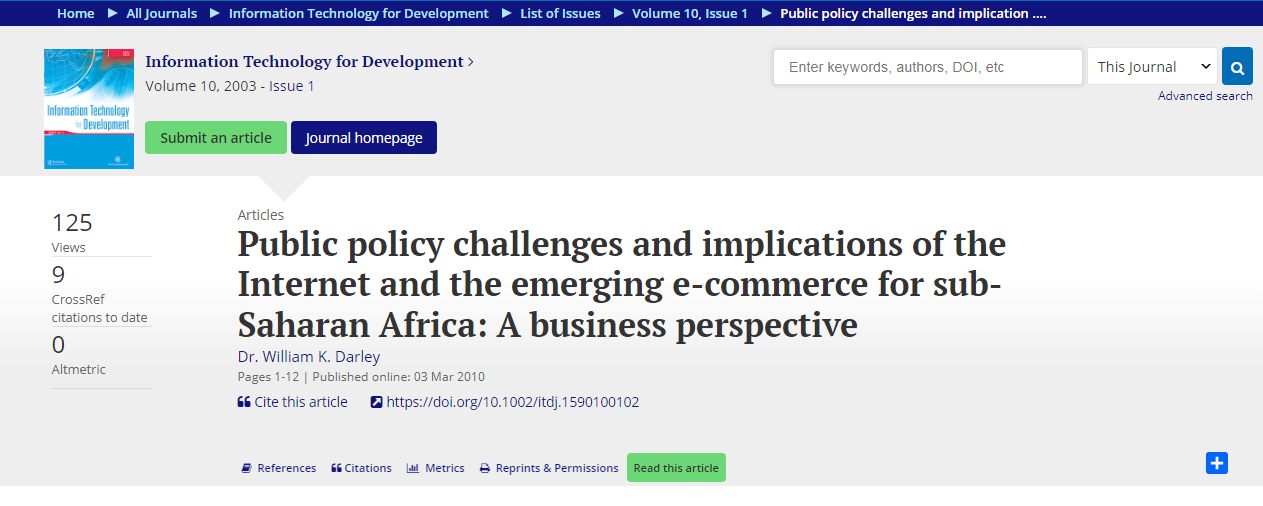 Home ▶ All Journals ▶ Information Technology for Development ▶ List of Issues ▶ Volume 10, Issue 1 ▶ Public policy challenges and implication ....
Information Technology
for Development
Information Technology for Development ›
Volume 10, 2003 - Issue 1
Submit an article
Journal homepage
Enter keywords, authors, DOI, etc
This Journal
Advanced search
125
Views
9
CrossRef
citations to date
0
Altmetric
Articles
Public policy challenges and implications of the
Internet and the emerging e-commerce for sub-
Saharan Africa: A business perspective
Dr. William K. Darley
Pages 1-12 | Published online: 03 Mar 2010
Cite this article
https://doi.org/10.1002/itdj.1590100102
References
Citations
Metrics
Reprints & Permissions
Read this article